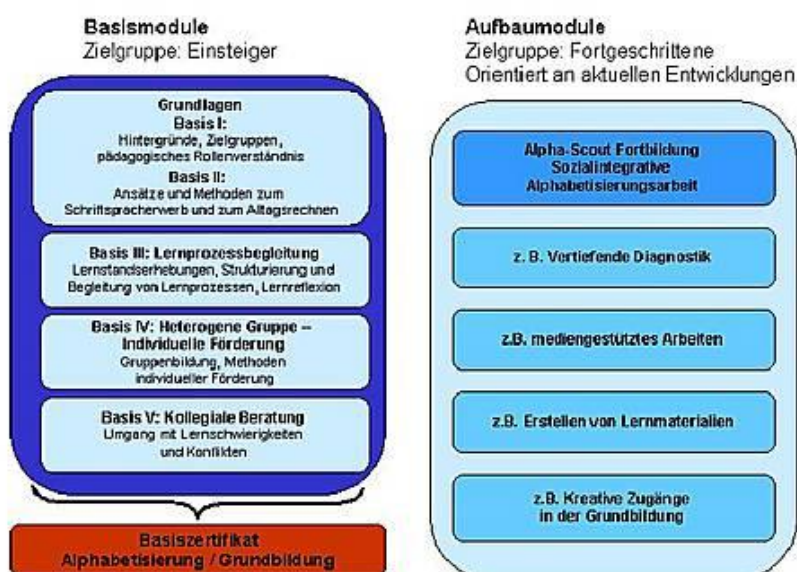 Basismodule
Zielgruppe: Einsteiger
Grundlagen
Basis I:
Hintergründe, Zielgruppen,
pädagogisches Rollenverständnis
Basis II:
Ansätze und Methoden zum
Schriftspracherwerb und zum Alltagsrechnen
Basis III: Lernprozessbegleitung
Lernstandserhebungen, Strukturierung und
Begleitung von Lernprozessen, Lernreflexion
Basis IV: Heterogene Gruppe –
Individuelle Förderung
Gruppenbildung, Methoden
individueller Förderung
Basis V: Kollegiale Beratung
Umgang mit Lernschwierigkeiten
und Konflikten
Basiszertifikat
Alphabetisierung / Grundbildung
Aufbaumodule
Zielgruppe: Fortgeschrittene
Orientiert an aktuellen Entwicklungen
Alpha-Scout Fortbildung
Sozialintegrative
Alphabetisierungsarbeit
z. B. Vertiefende Diagnostik
z.B. mediengestütztes Arbeiten
z.B. Erstellen von Lernmaterialien
z.B. Kreative Zugänge
in der Grundbildung